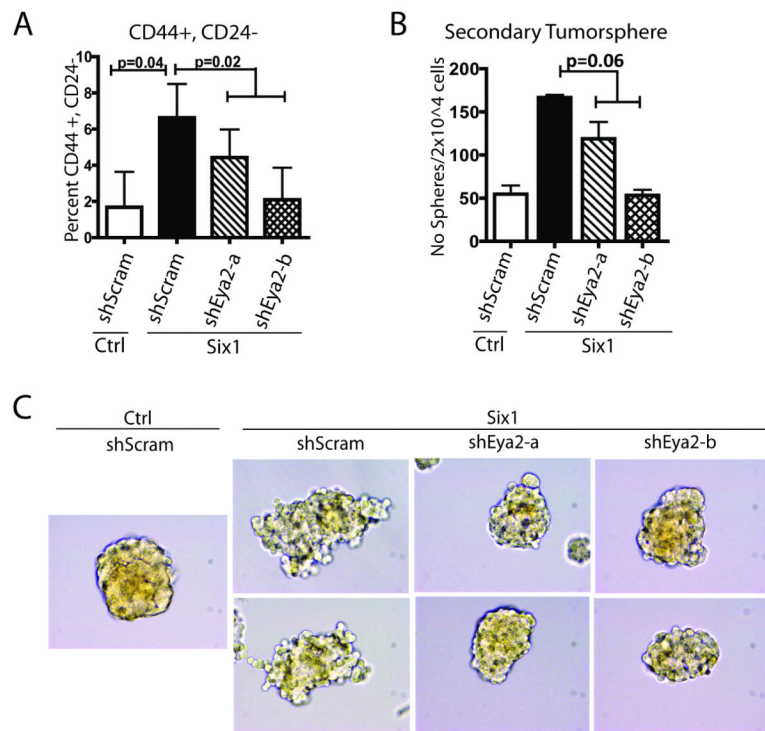 A
CD44+, CD24-
p=0.04
p=0.02
Percent CD44 +, CD24-
10
8
6
4
2
0
shScram
shScram
shEya2-a
shEya2-b
Ctrl
Six1
B
Secondary Tumorsphere
p=0.06
No Spheres/2x10^4 cells
200
150
100
50
0
shScram
shScram
shEya2-a
shEya2-b
Ctrl
Six1
C
Ctrl
Six1
shScram
shScram
shEya2-a
shEya2-b